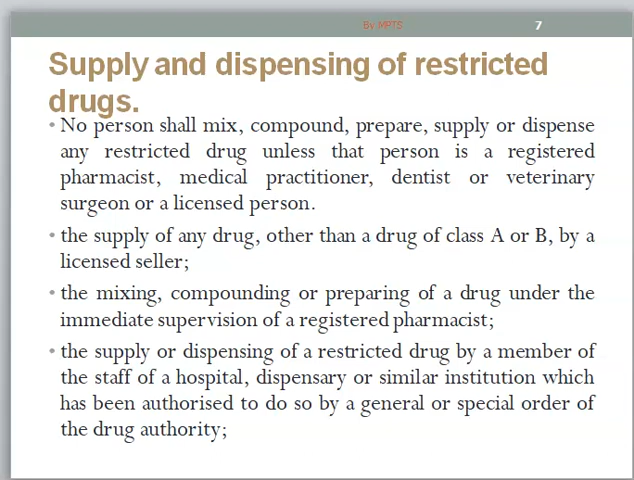 By MPTS
7
Supply and dispensing of restricted
drugs.
• No person shall mix, compound, prepare, supply or dispense
any restricted drug unless that person is a registered
pharmacist, medical practitioner, dentist or veterinary
surgeon or a licensed person.
• the supply of any drug, other than a drug of class A or B, by a
licensed seller;
• the mixing, compounding or preparing of a drug under the
immediate supervision of a registered pharmacist;
• the supply or dispensing of a restricted drug by a member of
the staff of a hospital, dispensary or similar institution which
has been authorised to do so by a general or special order of
the drug authority;